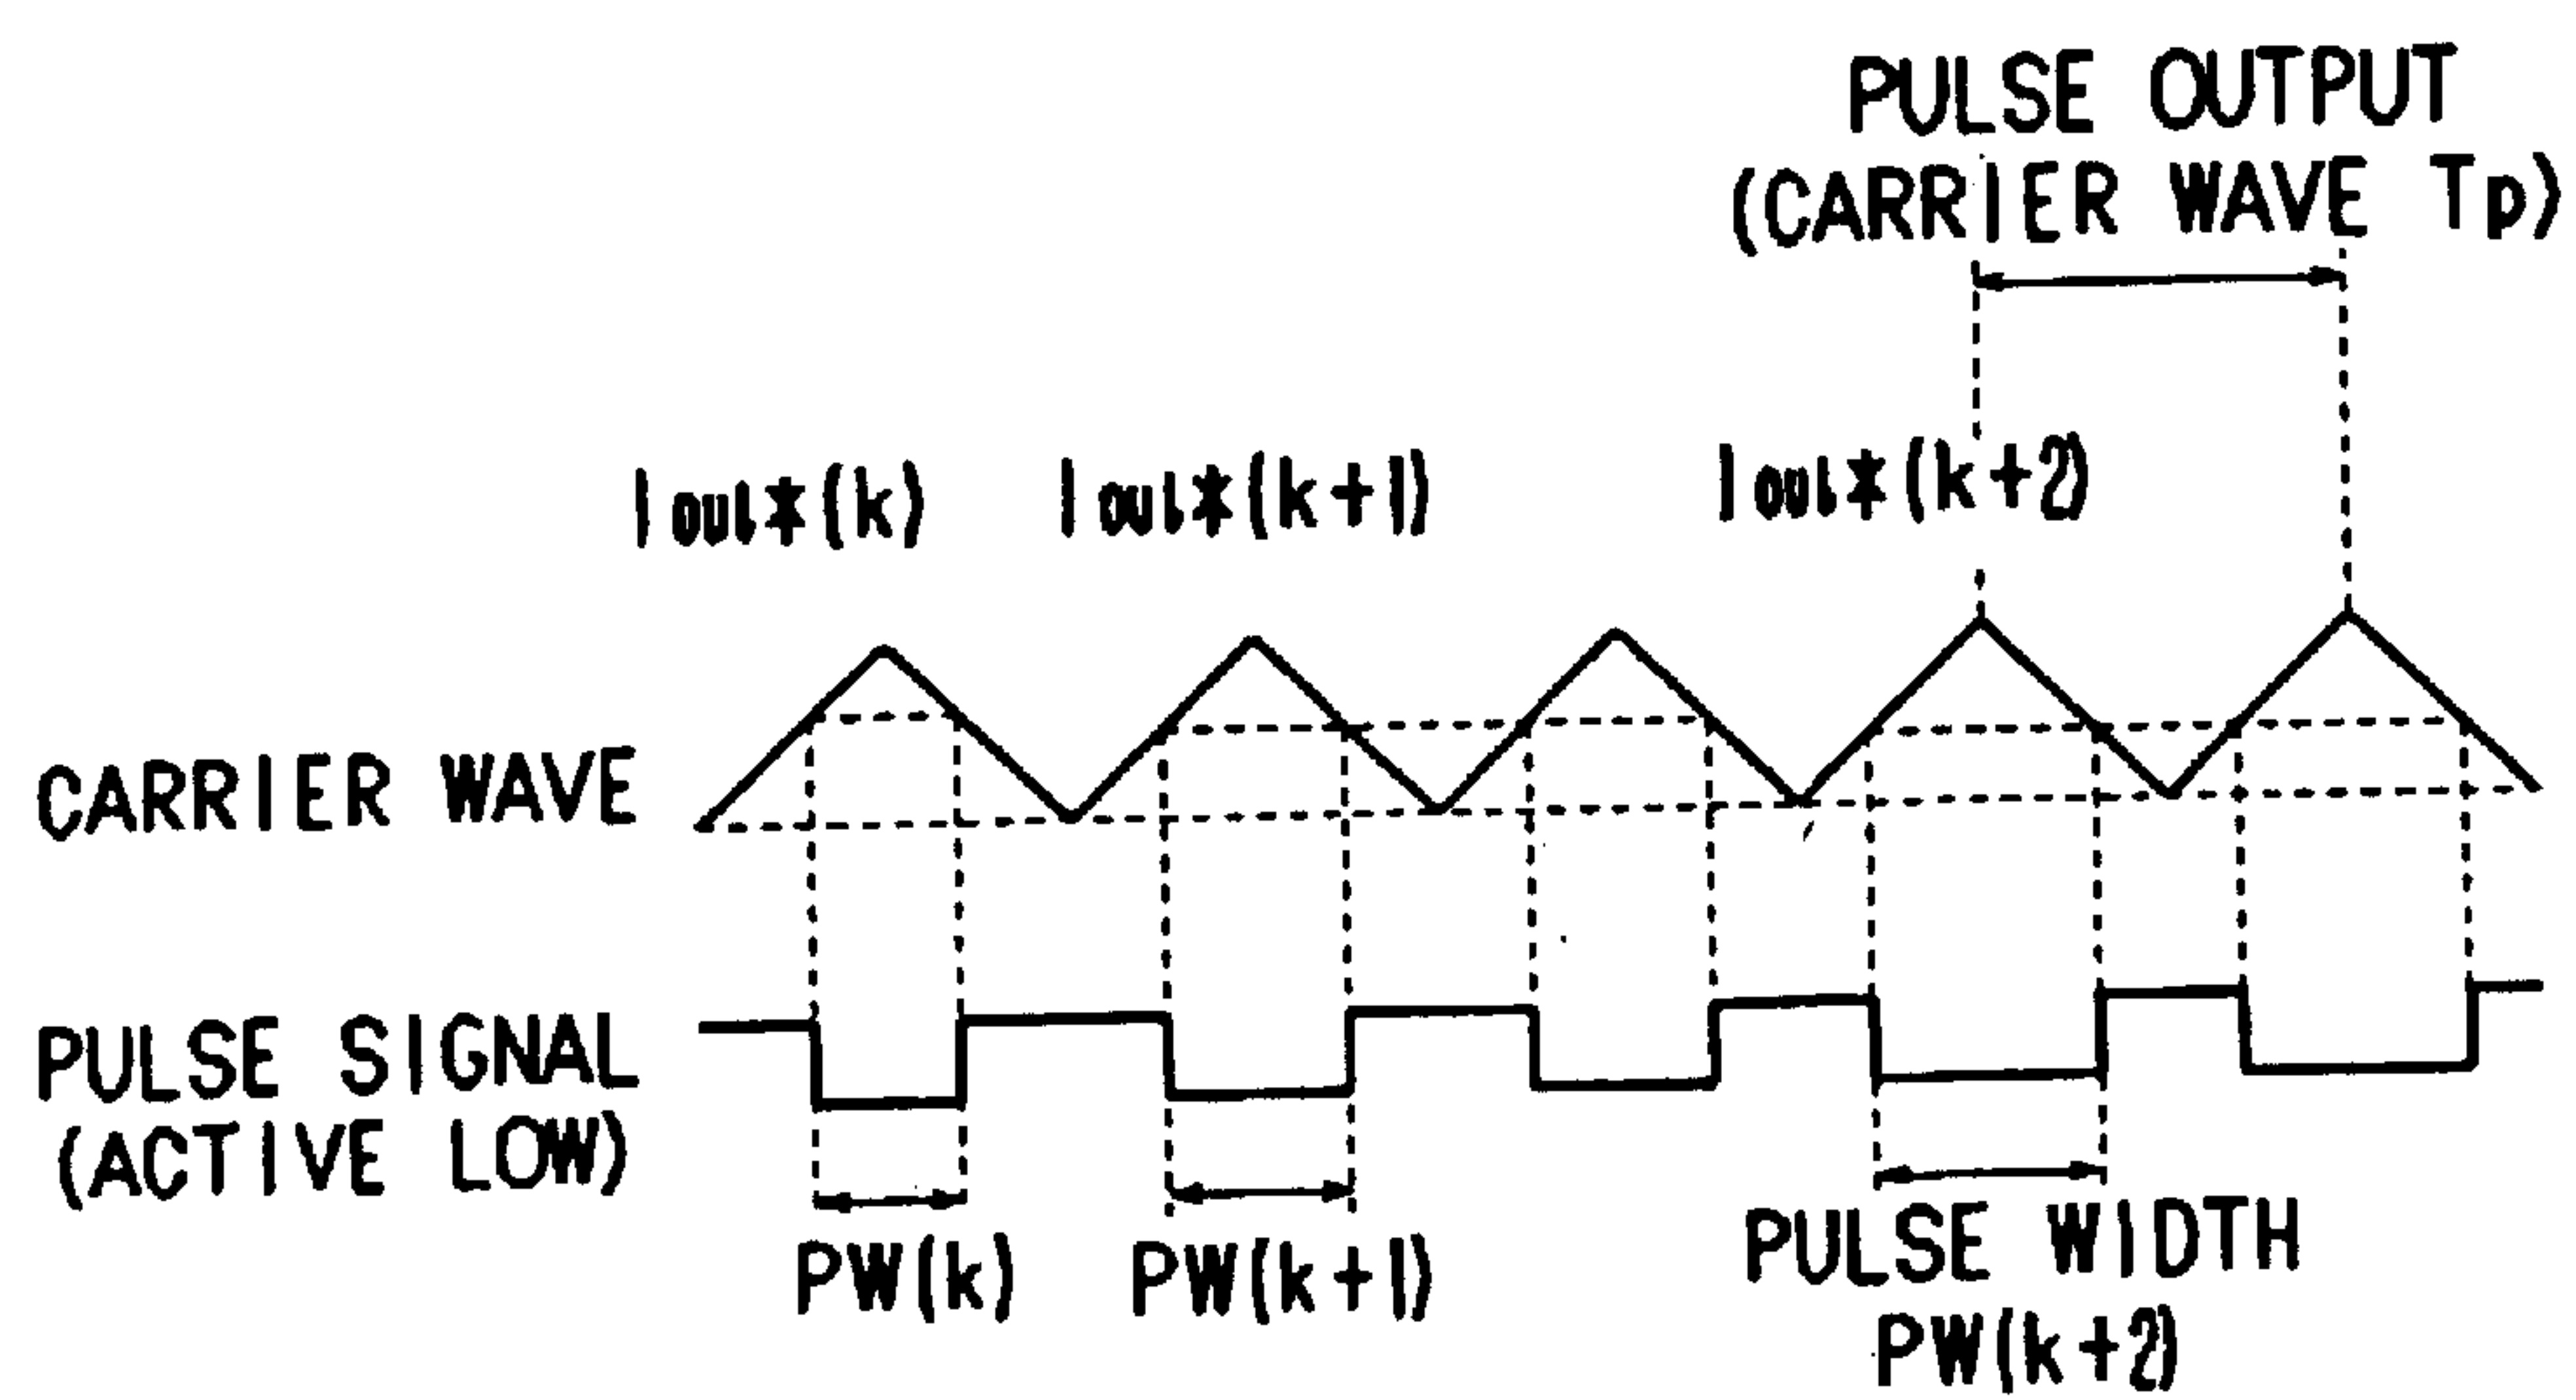 PULSE OUTPUT
(CARRIER WAVE Tp)
Iout*(k) Iout*(k+1) Iout*(k+2)
CARRIER WAVE
PULSE SIGNAL
(ACTIVE LOW)
PW(k) PW(k+1) PULSE WIDTH
PW(k+2)